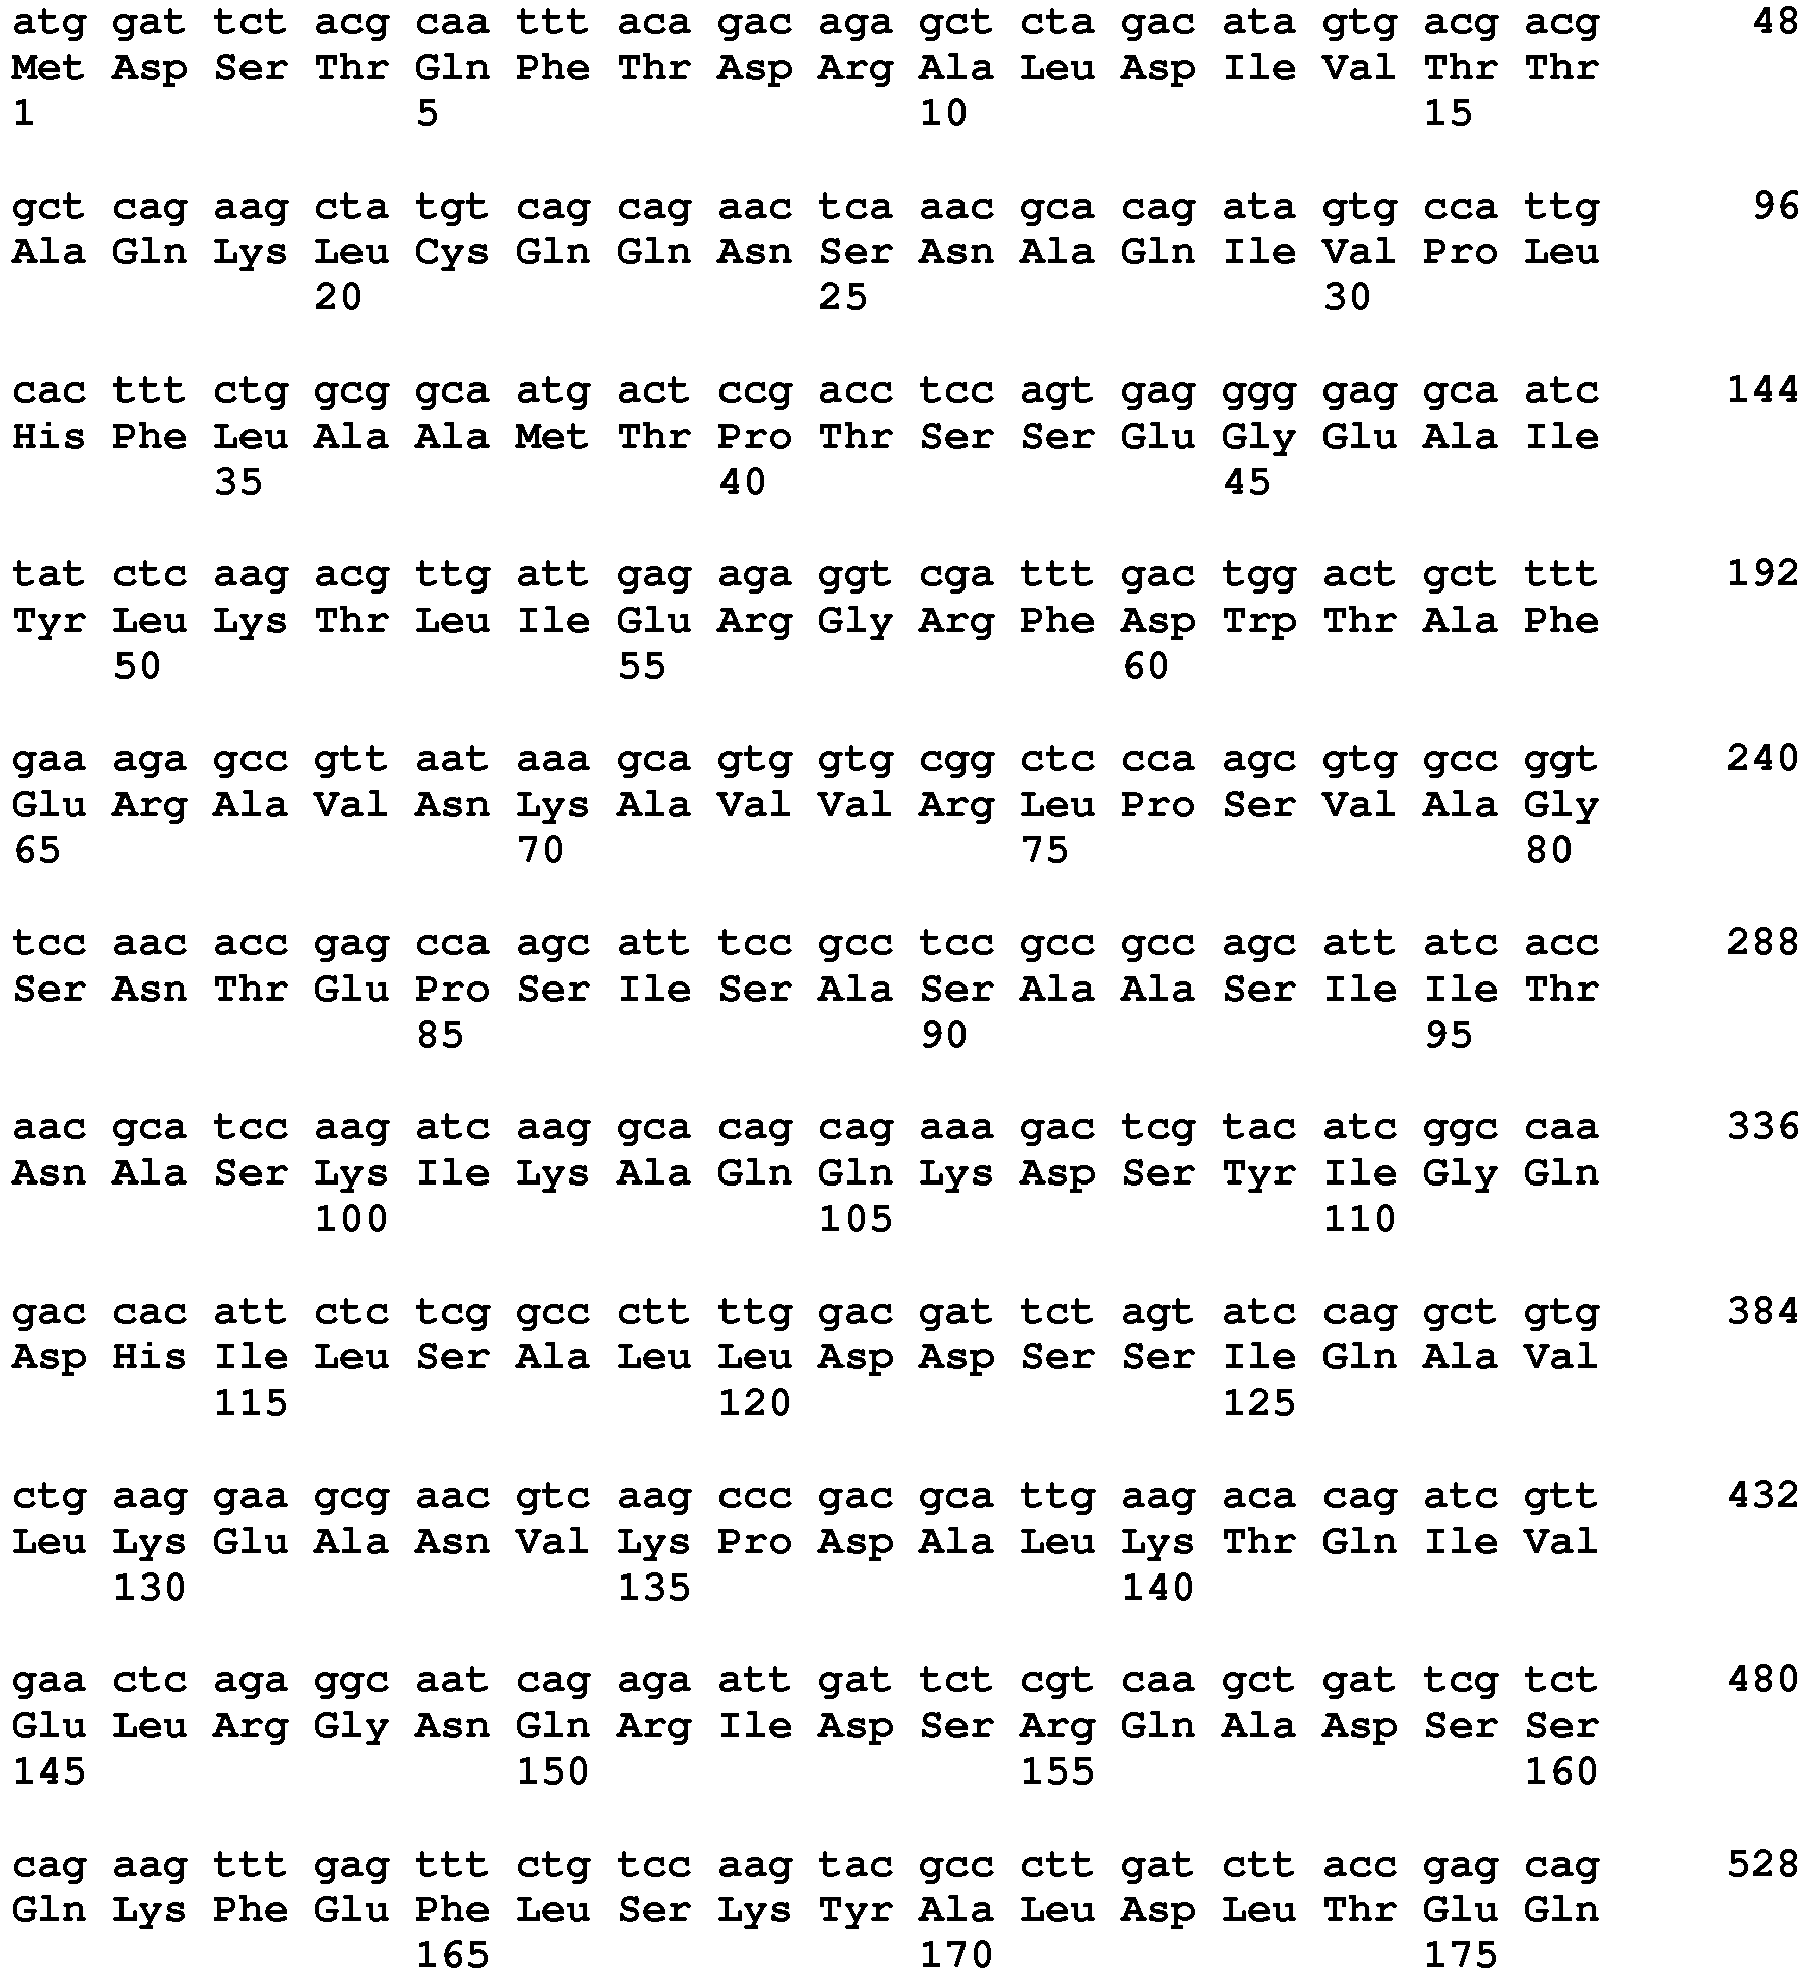 atg gat tct acg caa ttt aca gac aga gct cta gac ata gtg acg acg 48
Met Asp Ser Thr Gln Phe Thr Asp Arg Ala Leu Asp Ile Val Thr Thr
1 5 10 15
gct cag aag cta tgt cag cag aac tca aac gca cag ata gtg cca ttg 96
Ala Gln Lys Leu Cys Gln Gln Asn Ser Asn Ala Gln Ile Val Pro Leu
20 25 30
cac ttt ctg gcg gca atg act ccg acc tcc agt gag ggg gag gca atc 144
His Phe Leu Ala Ala Met Thr Pro Thr Ser Ser Glu Gly Glu Ala Ile
35 40 45
tat ctc aag acg ttg att gag aga ggt cga ttt gac tgg act gct ttt 192
Tyr Leu Lys Thr Leu Ile Glu Arg Gly Arg Phe Asp Trp Thr Ala Phe
50 55 60
gaa aga gcc gtt aat aaa gca gtg gtg cgg ctc cca agc gtg gcc ggt 240
Glu Arg Ala Val Asn Lys Ala Val Val Arg Leu Pro Ser Val Ala Gly
65 70 75 80
tcc aac acc gag cca agc att tcc gcc tcc gcc gcc agc att atc acc 288
Ser Asn Thr Glu Pro Ser Ile Ser Ala Ser Ala Ala Ser Ile Ile Thr
85 90 95
aac gca tcc aag atc aag gca cag cag aaa gac tcg tac atc ggc caa 336
Asn Ala Ser Lys Ile Lys Ala Gln Gln Lys Asp Ser Tyr Ile Gly Gln
100 105 110
gac cac att ctc tcg gcc ctt ttg gac gat tct agt atc cag gct gtg 384
Asp His Ile Leu Ser Ala Leu Leu Asp Asp Ser Ser Ile Gln Ala Val
115 120 125
ctg aag gaa gcg aac gtc aag ccc gac gca ttg aag aca cag atc gtt 432
Leu Lys Glu Ala Asn Val Lys Pro Asp Ala Leu Lys Thr Gln Ile Val
130 135 140
gaa ctc aga ggc aat cag aga att gat tct cgt caa gct gat tcg tct 480
Glu Leu Arg Gly Asn Gln Arg Ile Asp Ser Arg Gln Ala Asp Ser Ser
145 150 155 160
cag aag ttt gag ttt ctg tcc aag tac gcc ctt gat ctt acc gag cag 528
Gln Lys Phe Glu Phe Leu Ser Lys Tyr Ala Leu Asp Leu Thr Glu Gln
165 170 175